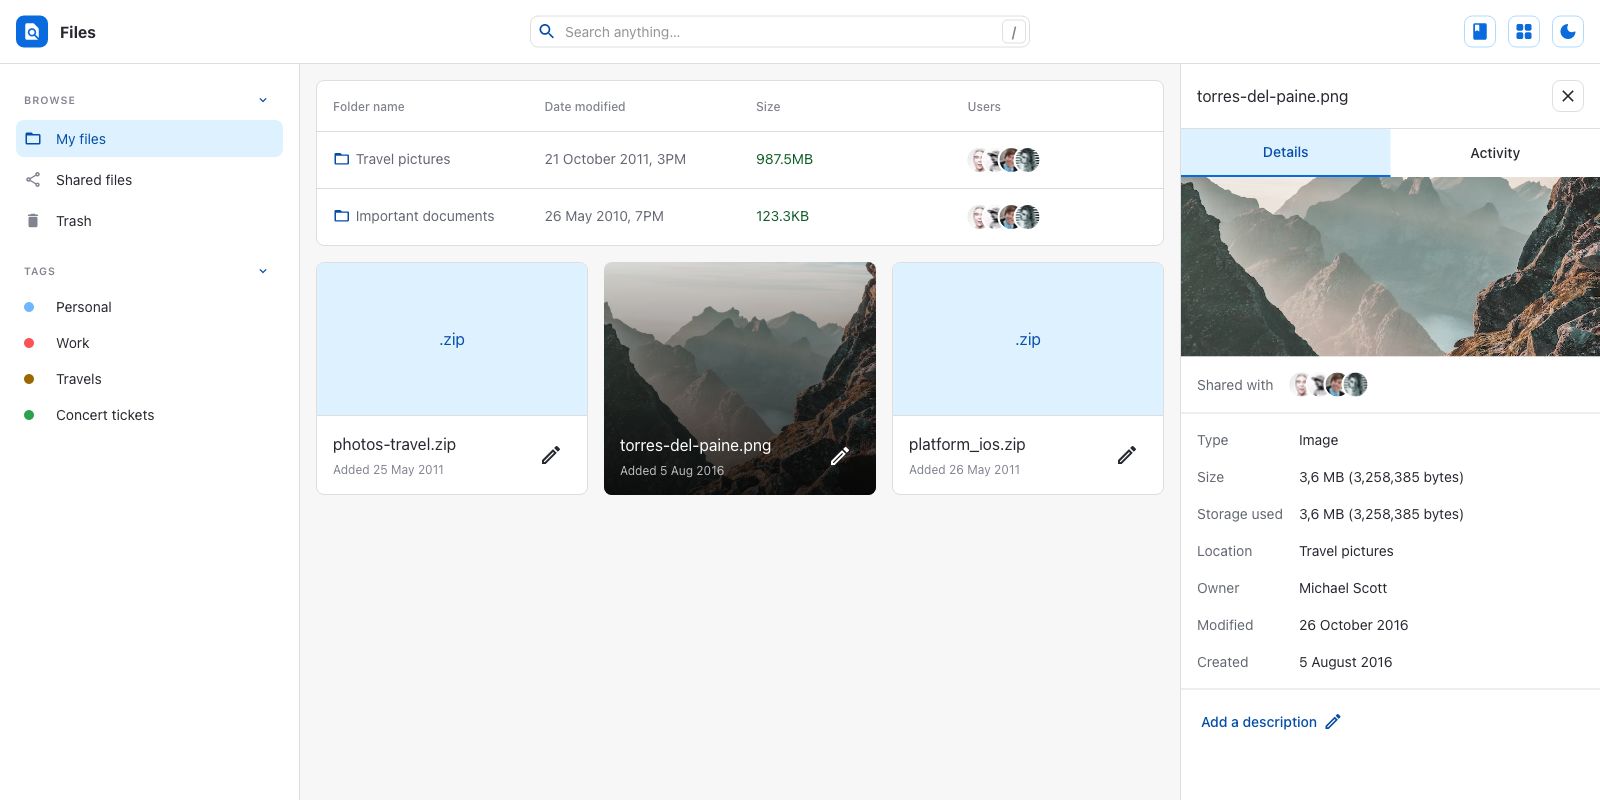 Files
Search anything…
/
BROWSE
My files
Shared files
Trash
TAGS
Personal
Work
Travels
Concert tickets
Folder name Date modified Size Users
Travel pictures 21 October 2011, 3PM 987.5MB
Important documents 26 May 2010, 7PM 123.3KB
.zip
photos-travel.zip
Added 25 May 2011
torres-del-paine.png
Added 5 Aug 2016
.zip
platform_ios.zip
Added 26 May 2011
torres-del-paine.png
Details Activity
Shared with
Type Image
Size 3,6 MB (3,258,385 bytes)
Storage used 3,6 MB (3,258,385 bytes)
Location Travel pictures
Owner Michael Scott
Modified 26 October 2016
Created 5 August 2016
Add a description